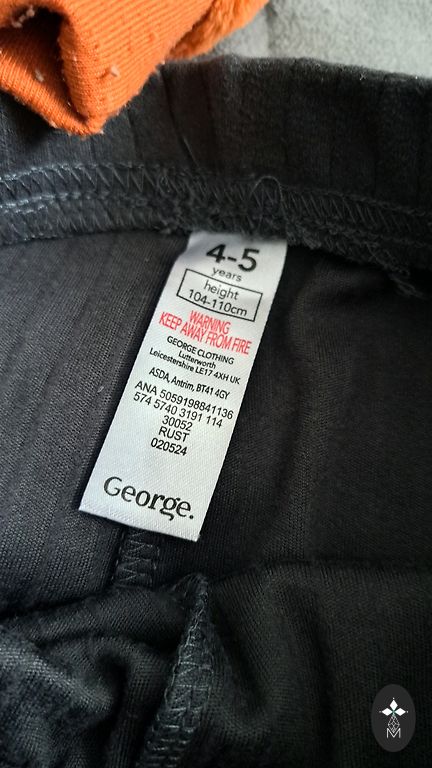 4-5
years
height
104-110cm
WARNING
KEEP AWAY FROM FIRE
GEORGE CLOTHING
Lutterworth
Leicestershire LE17 4XH UK
ASDA, Antrim, BT41 4GY
ANA 5059198841136
574 5740 3191 114
30052
RUST
020524
George.
M